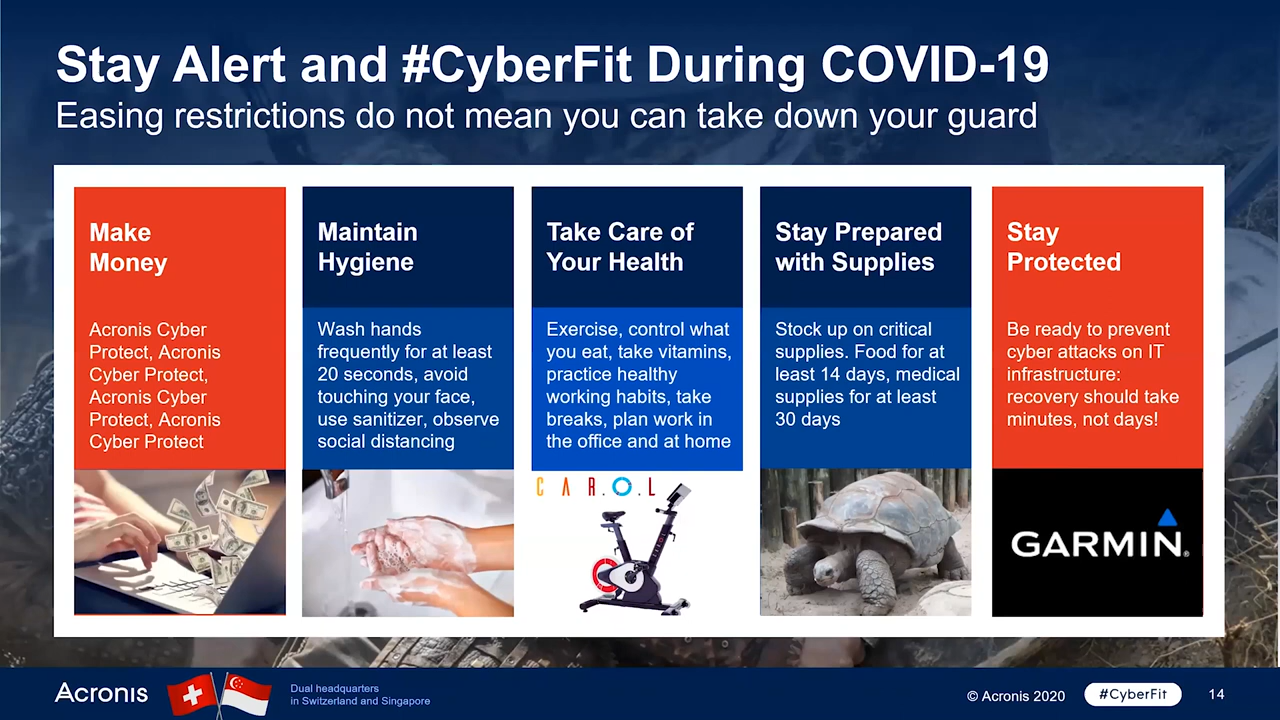 Stay Alert and #CyberFit During COVID-19
Easing restrictions do not mean you can take down your guard
Make
Money
Acronis Cyber
Protect, Acronis
Cyber Protect,
Acronis Cyber
Protect, Acronis
Cyber Protect
Maintain
Hygiene
Wash hands
frequently for at least
20 seconds, avoid
touching your face,
use sanitizer, observe
social distancing
Take Care of
Your Health
Exercise, control what
you eat, take vitamins,
practice healthy
working habits, take
breaks, plan work in
the office and at home
C A R . O . L
Stay Prepared
with Supplies
Stock up on critical
supplies. Food for at
least 14 days, medical
supplies for at least
30 days
Stay
Protected
Be ready to prevent
cyber attacks on IT
infrastructure:
recovery should take
minutes, not days!
GARMIN®
Acronis
Dual headquarters
in Switzerland and Singapore
© Acronis 2020
#CyberFit
14